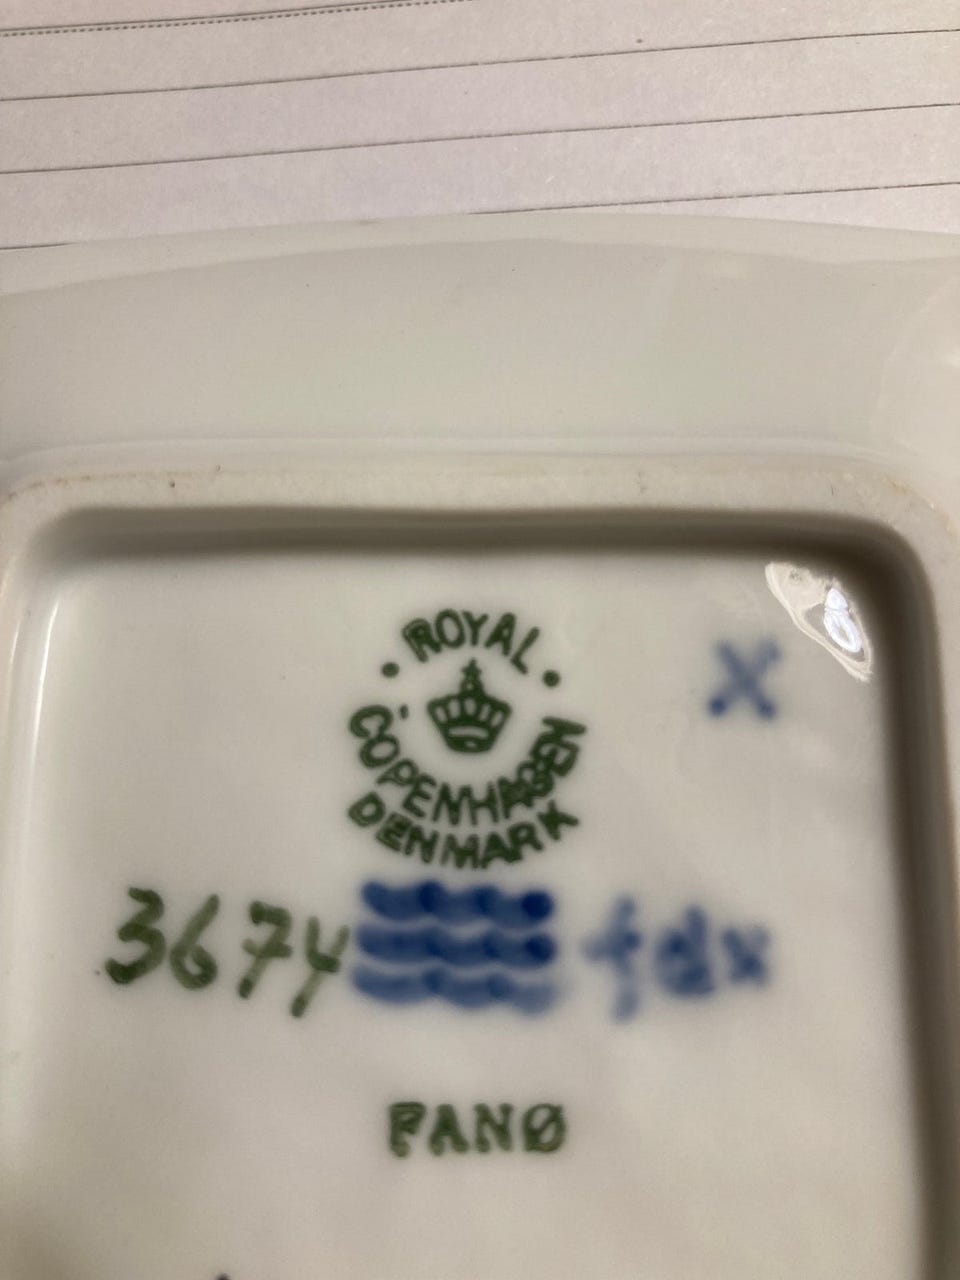 ROYAL
COPENHAGEN
DENMARK
X
3674 fdx
FANØ